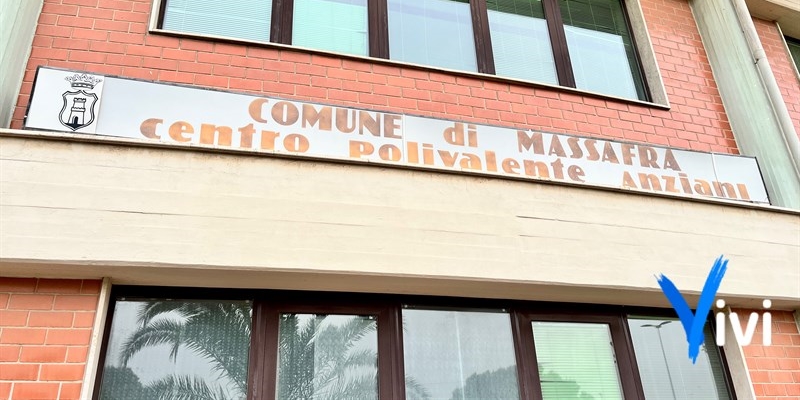 COMUNE di MASSAFRA
centro Polivalente Anziani
Vivi